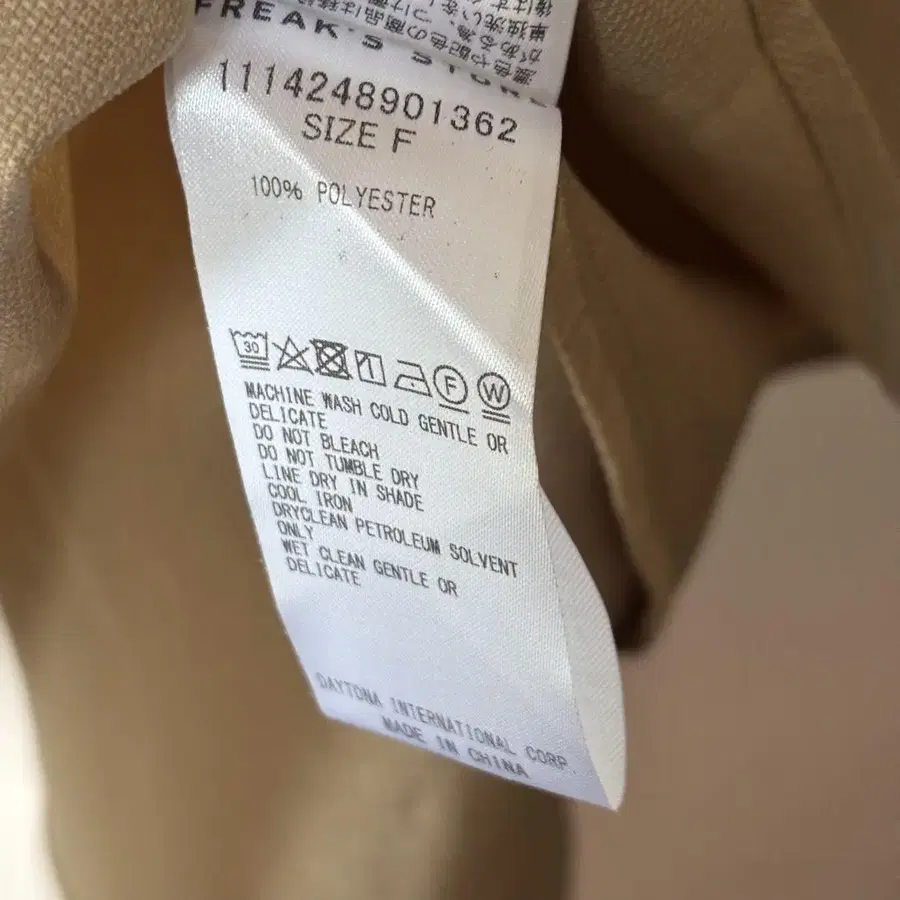 FREAK'S STORE
1114248901362
SIZE F
100% POLYESTER
30
F
W
MACHINE WASH COLD GENTLE OR
DELICATE
DO NOT BLEACH
DO NOT TUMBLE DRY
LINE DRY IN SHADE
COOL IRON
DRYCLEAN PETROLEUM SOLVENT
ONLY
WET CLEAN GENTLE OR
DELICATE
DAYTONA INTERNATIONAL CORP.
MADE IN CHINA